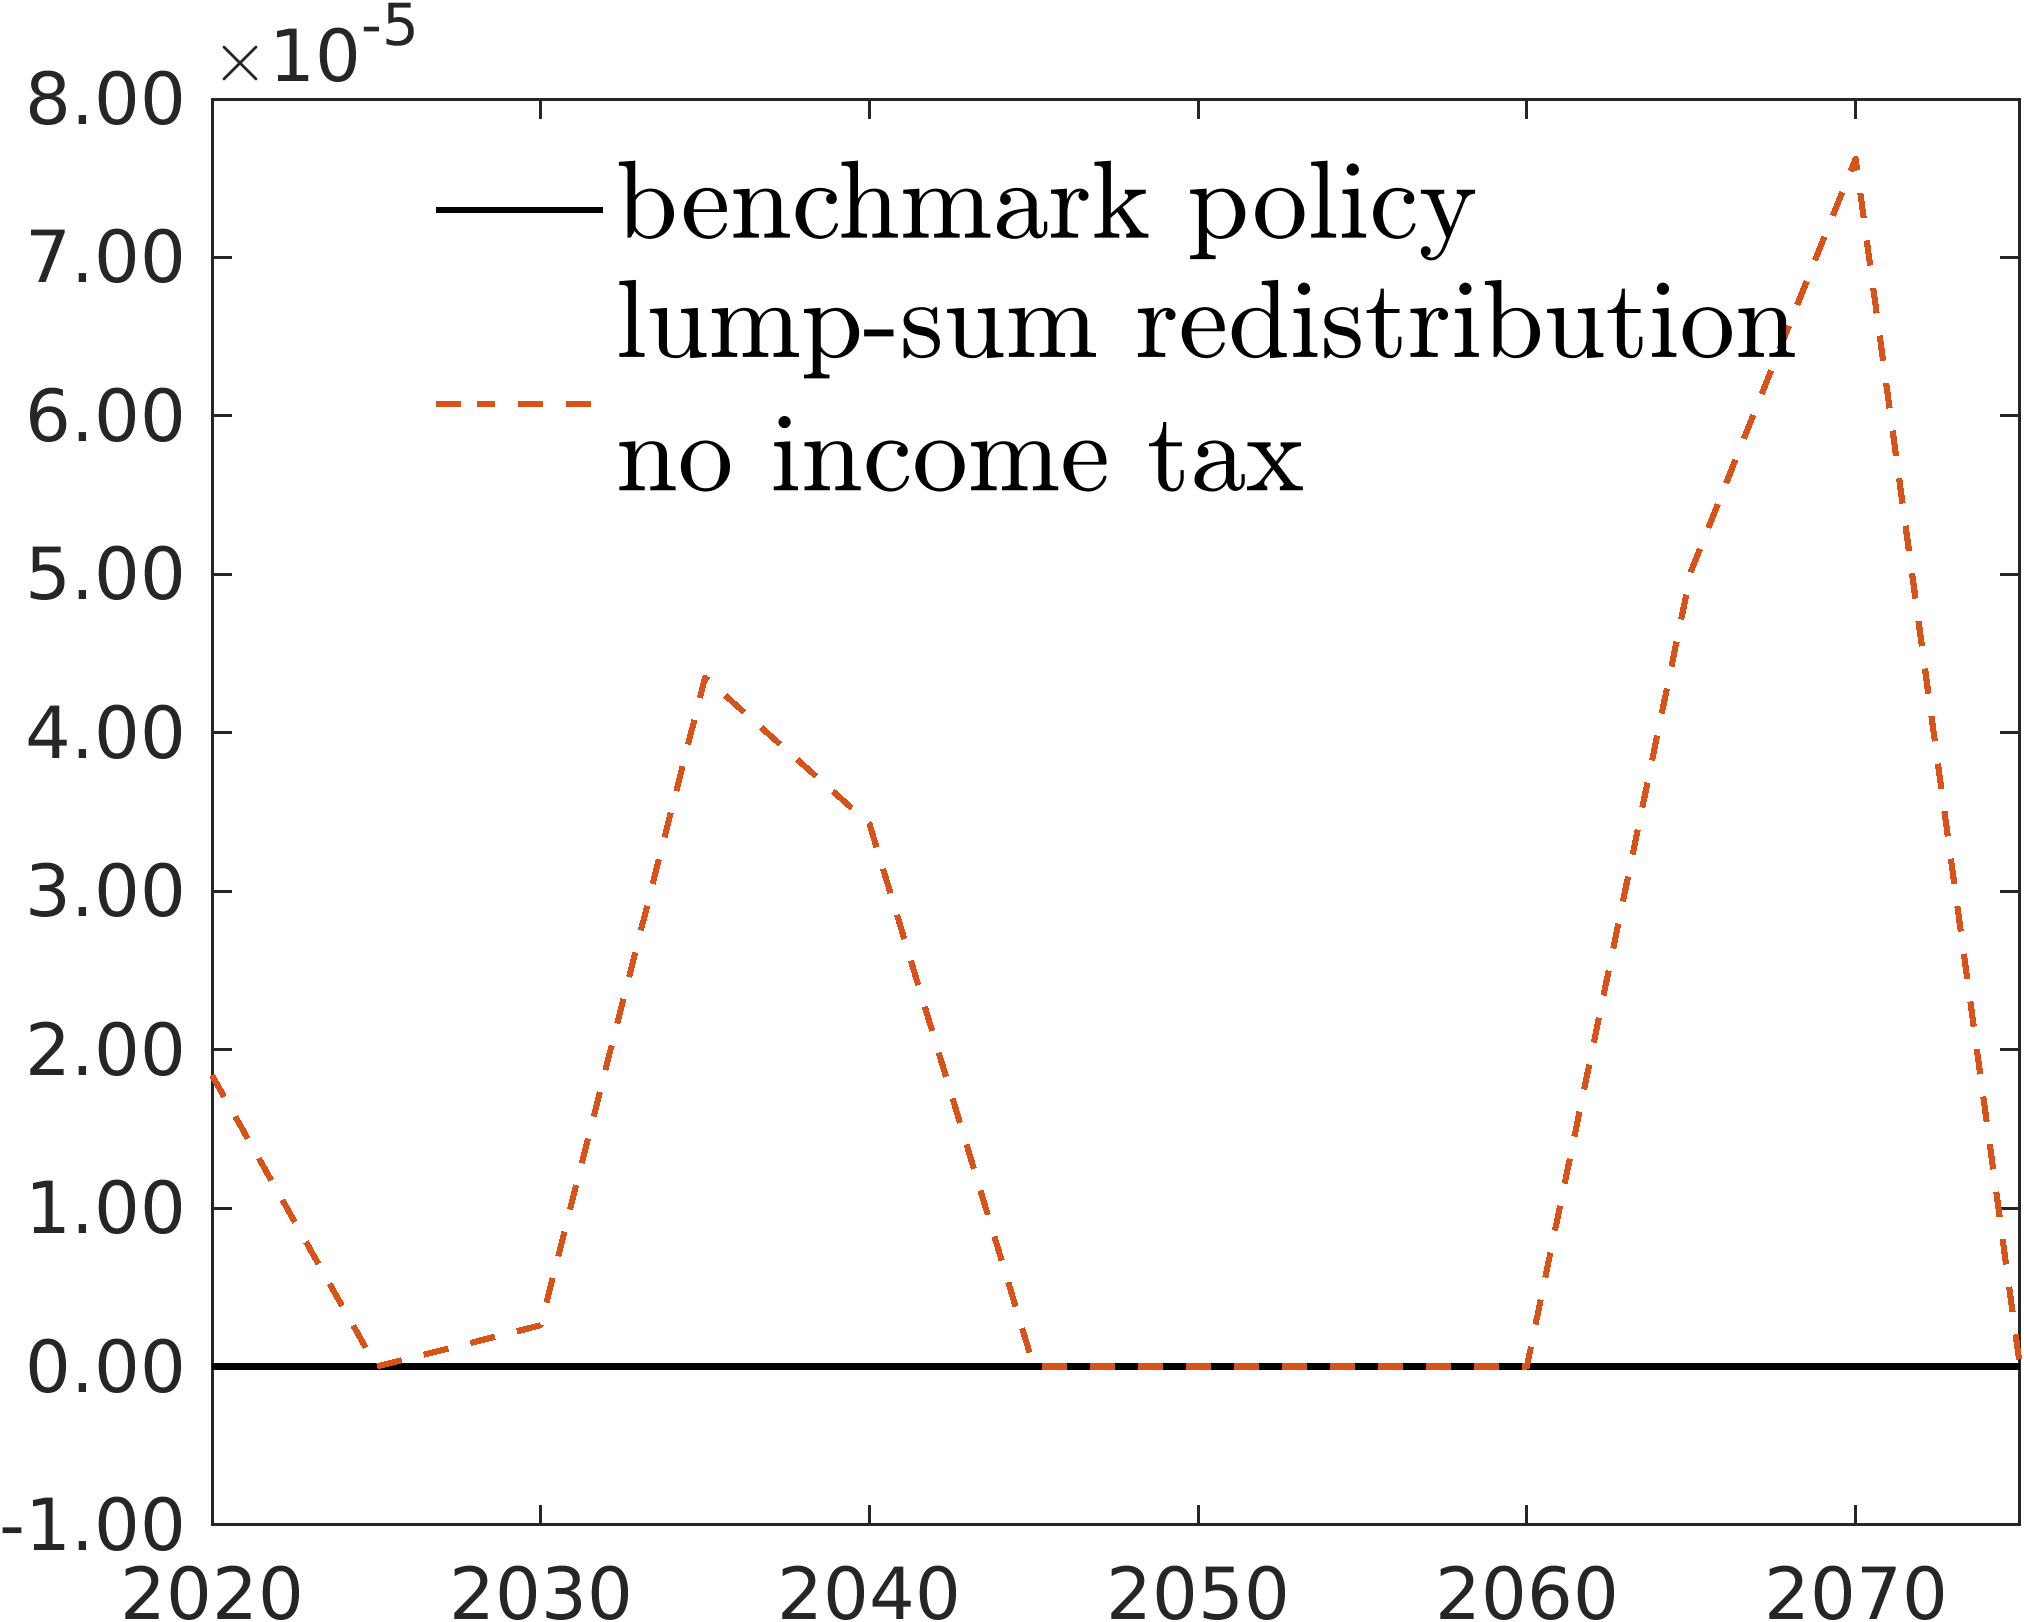 ×10-5
8.00
7.00
6.00
5.00
4.00
3.00
2.00
1.00
0.00
-1.00
benchmark policy
lump-sum redistribution
no income tax
2020 2030 2040 2050 2060 2070